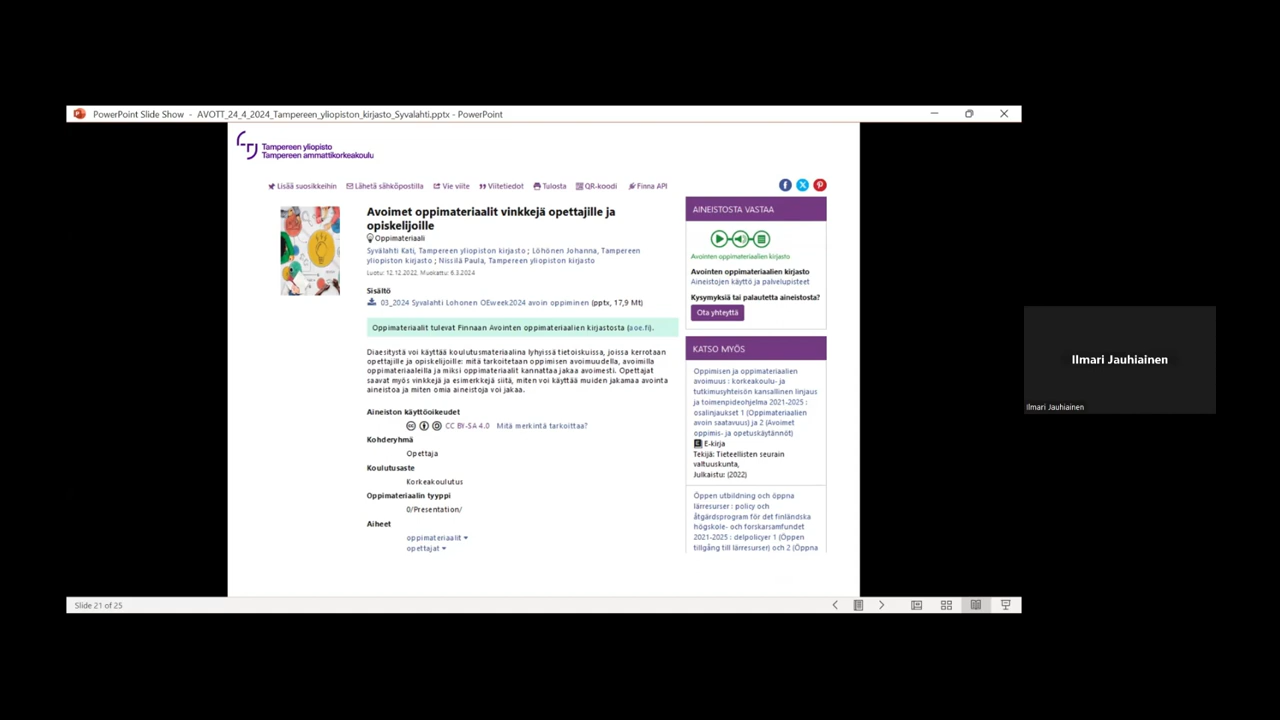 PowerPoint Slide Show - AVOTT_24_4_2024_Tampereen_yliopiston_kirjasto_Syvalahti.pptx - PowerPoint
Tampereen yliopisto
Tampereen ammattikorkeakoulu
Lisää suosikkeihin Lähetä sähköpostilla Vie viite Viitetiedot Tulosta QR-koodi Finna API
Avoimet oppimateriaalit vinkkejä opettajille ja
opiskelijoille
Oppimateriaali
Syvälahti Kati, Tampereen yliopiston kirjasto ; Löhönen Johanna, Tampereen
yliopiston kirjasto ; Nissilä Paula, Tampereen yliopiston kirjasto
Luotu: 12.12.2022, Muokattu: 6.3.2024
Sisältö
03_2024 Syvalahti Lohonen OEweek2024 avoin oppiminen (pptx, 17,9 Mt)
Oppimateriaalit tulevat Finnaan Avointen oppimateriaalien kirjastosta (aoe.fi).
Diaesitystä voi käyttää koulutusmateriaalina lyhyissä tietoiskuissa, joissa kerrotaan
opettajille ja opiskelijoille: mitä tarkoitetaan oppimisen avoimuudella, avoimilla
oppimateriaaleilla ja miksi oppimateriaalit kannattaa jakaa avoimesti. Opettajat
saavat myös vinkkejä ja esimerkkejä siitä, miten voi käyttää muiden jakamaa avointa
aineistoa ja miten omia aineistoja voi jakaa.
Aineiston käyttöoikeudet
CC BY-SA 4.0 Mitä merkintä tarkoittaa?
Kohderyhmä
Opettaja
Koulutusaste
Korkeakoulutus
Oppimateriaalin tyyppi
0/Presentation/
Aiheet
oppimateriaalit
opettajat
AINEISTOSTA VASTAA
Avointen oppimateriaalien kirjasto
Avointen oppimateriaalien kirjasto
Aineistojen käyttö ja palvelupisteet
Kysymyksiä tai palautetta aineistosta?
Ota yhteyttä
KATSO MYÖS
Oppimisen ja oppimateriaalien
avoimuus : korkeakoulu- ja
tutkimusyhteisön kansallinen linjaus
ja toimenpideohjelma 2021-2025 :
osalinjaukset 1 (Oppimateriaalien
avoin saatavuus) ja 2 (Avoimet
oppimis- ja opetuskäytännöt)
E-kirja
Tekijä: Tieteellisten seurain
valtuuskunta,
Julkaistu: (2022)
Öppen utbildning och öppna
lärresurser : policy och
åtgärdsprogram för det finländska
högskole- och forskarsamfundet
2021-2025 : delpolicyer 1 (Öppen
tillgång till lärresurser) och 2 (Öppna
Slide 21 of 25
Ilmari Jauhiainen
Ilmari Jauhiainen